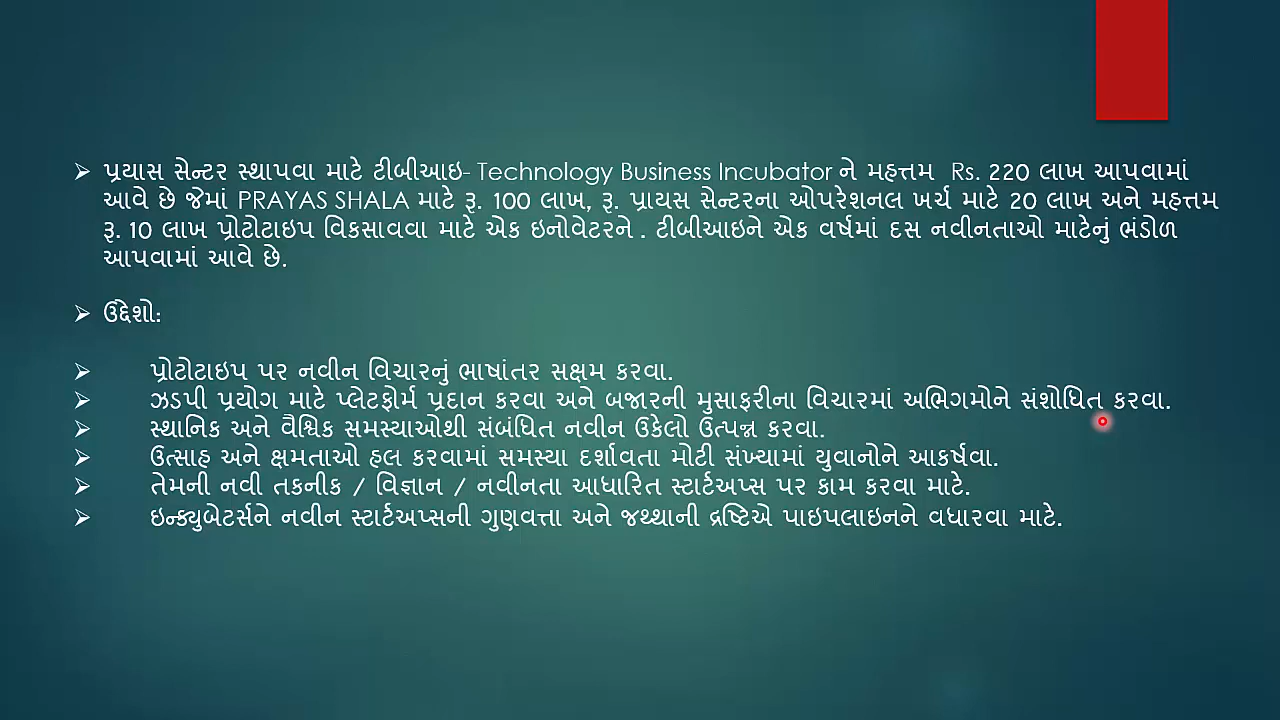 ➢ પ્રયાસ સેન્ટર સ્થાપવા માટે ટીબીઆઇ- Technology Business Incubator ને મહત્તમ Rs. 220 લાખ આપવામાં
આવે છે જેમાં PRAYAS SHALA માટે રૂ. 100 લાખ, રૂ. પ્રાયસ સેન્ટરના ઓપરેશનલ ખર્ચ માટે 20 લાખ અને મહત્તમ
રૂ. 10 લાખ પ્રોટોટાઇપ વિકસાવવા માટે એક ઇનોવેટરને . ટીબીઆઇને એક વર્ષમાં દસ નવીનતાઓ માટેનું ભંડોળ
આપવામાં આવે છે.
➢ ઉદ્દેશો:
➢ પ્રોટોટાઇપ પર નવીન વિચારનું ભાષાંતર સક્ષમ કરવા.
➢ ઝડપી પ્રયોગ માટે પ્લેટફોર્મ પ્રદાન કરવા અને બજારની મુસાફરીના વિચારમાં અભિગમોને સંશોધિત કરવા.
➢ સ્થાનિક અને વૈશ્વિક સમસ્યાઓથી સંબંધિત નવીન ઉકેલો ઉત્પન્ન કરવા.
➢ ઉત્સાહ અને ક્ષમતાઓ હલ કરવામાં સમસ્યા દર્શાવતા મોટી સંખ્યામાં યુવાનોને આકર્ષવા.
➢ તેમની નવી તકનીક / વિજ્ઞાન / નવીનતા આધારિત સ્ટાર્ટઅપ્સ પર કામ કરવા માટે.
➢ ઇન્ક્યુબેટર્સને નવીન સ્ટાર્ટઅપ્સની ગુણવત્તા અને જથ્થાની દ્રષ્ટિએ પાઇપલાઇનને વધારવા માટે.